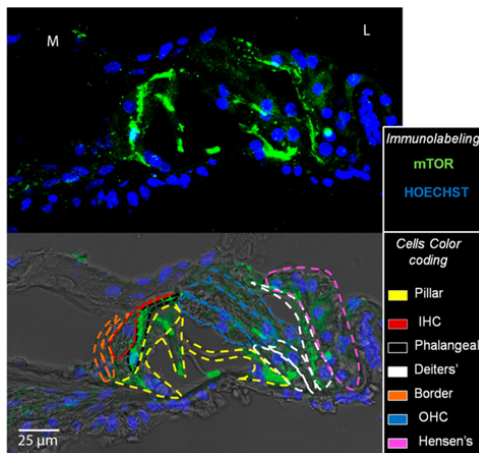 M
L
Immunolabeling
mTOR
HOECHST
Cells Color
coding
Pillar
IHC
Phalangeal
Deiters'
Border
OHC
Hensen's
25 µm